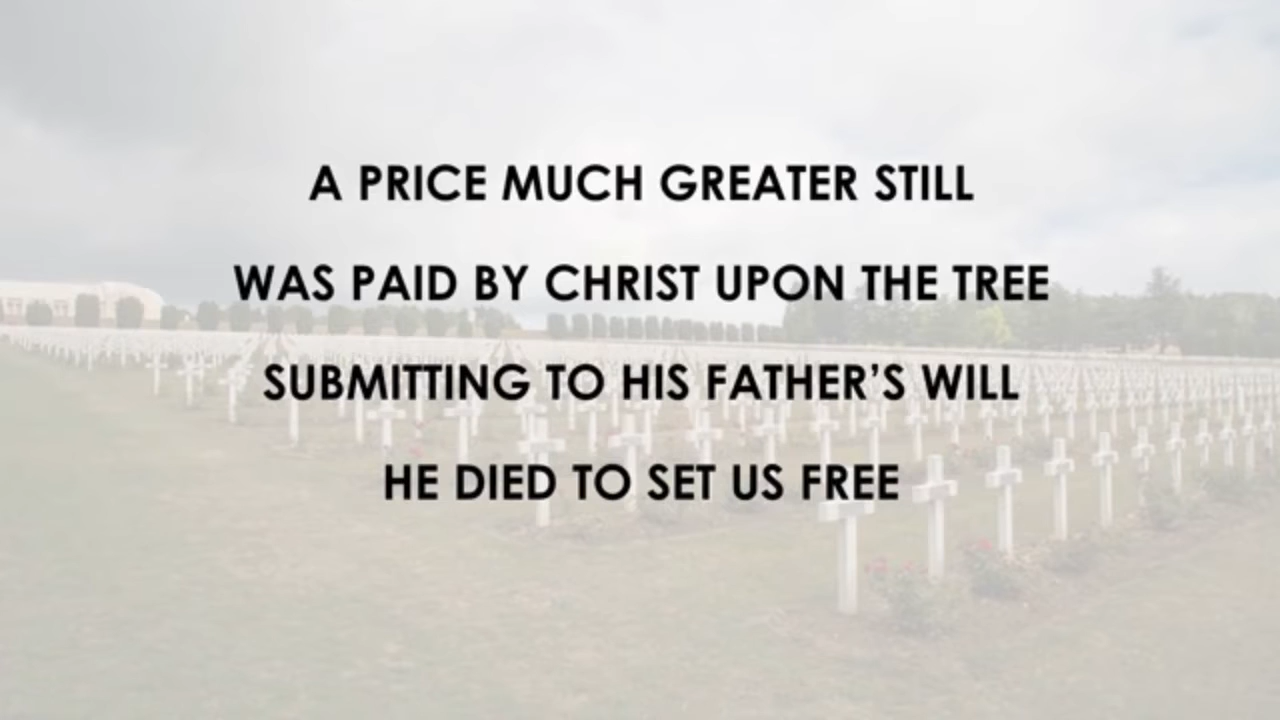 A PRICE MUCH GREATER STILL
WAS PAID BY CHRIST UPON THE TREE
SUBMITTING TO HIS FATHER’S WILL
HE DIED TO SET US FREE